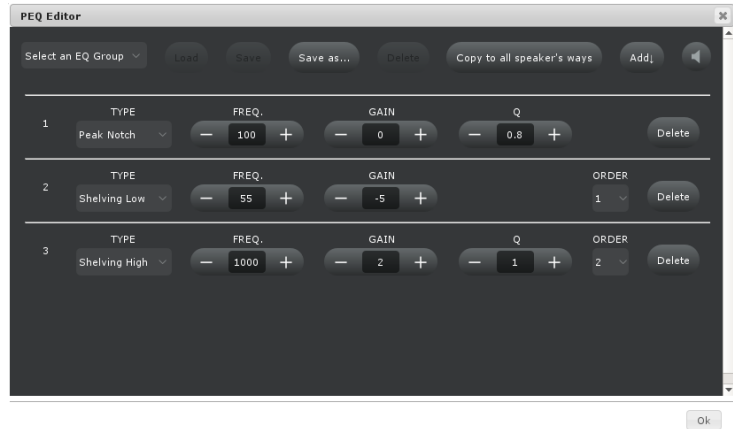 PEQ Editor
Select an EQ Group Load Save Save as... Delete Copy to all speaker's ways Add↓
TYPE FREQ. GAIN Q
1 Peak Notch − 100 + − 0 + − 0.8 + Delete
TYPE FREQ. GAIN ORDER
2 Shelving Low − 55 + − -5 + 1 Delete
TYPE FREQ. GAIN Q ORDER
3 Shelving High − 1000 + − 2 + − 1 + 2 Delete
Ok